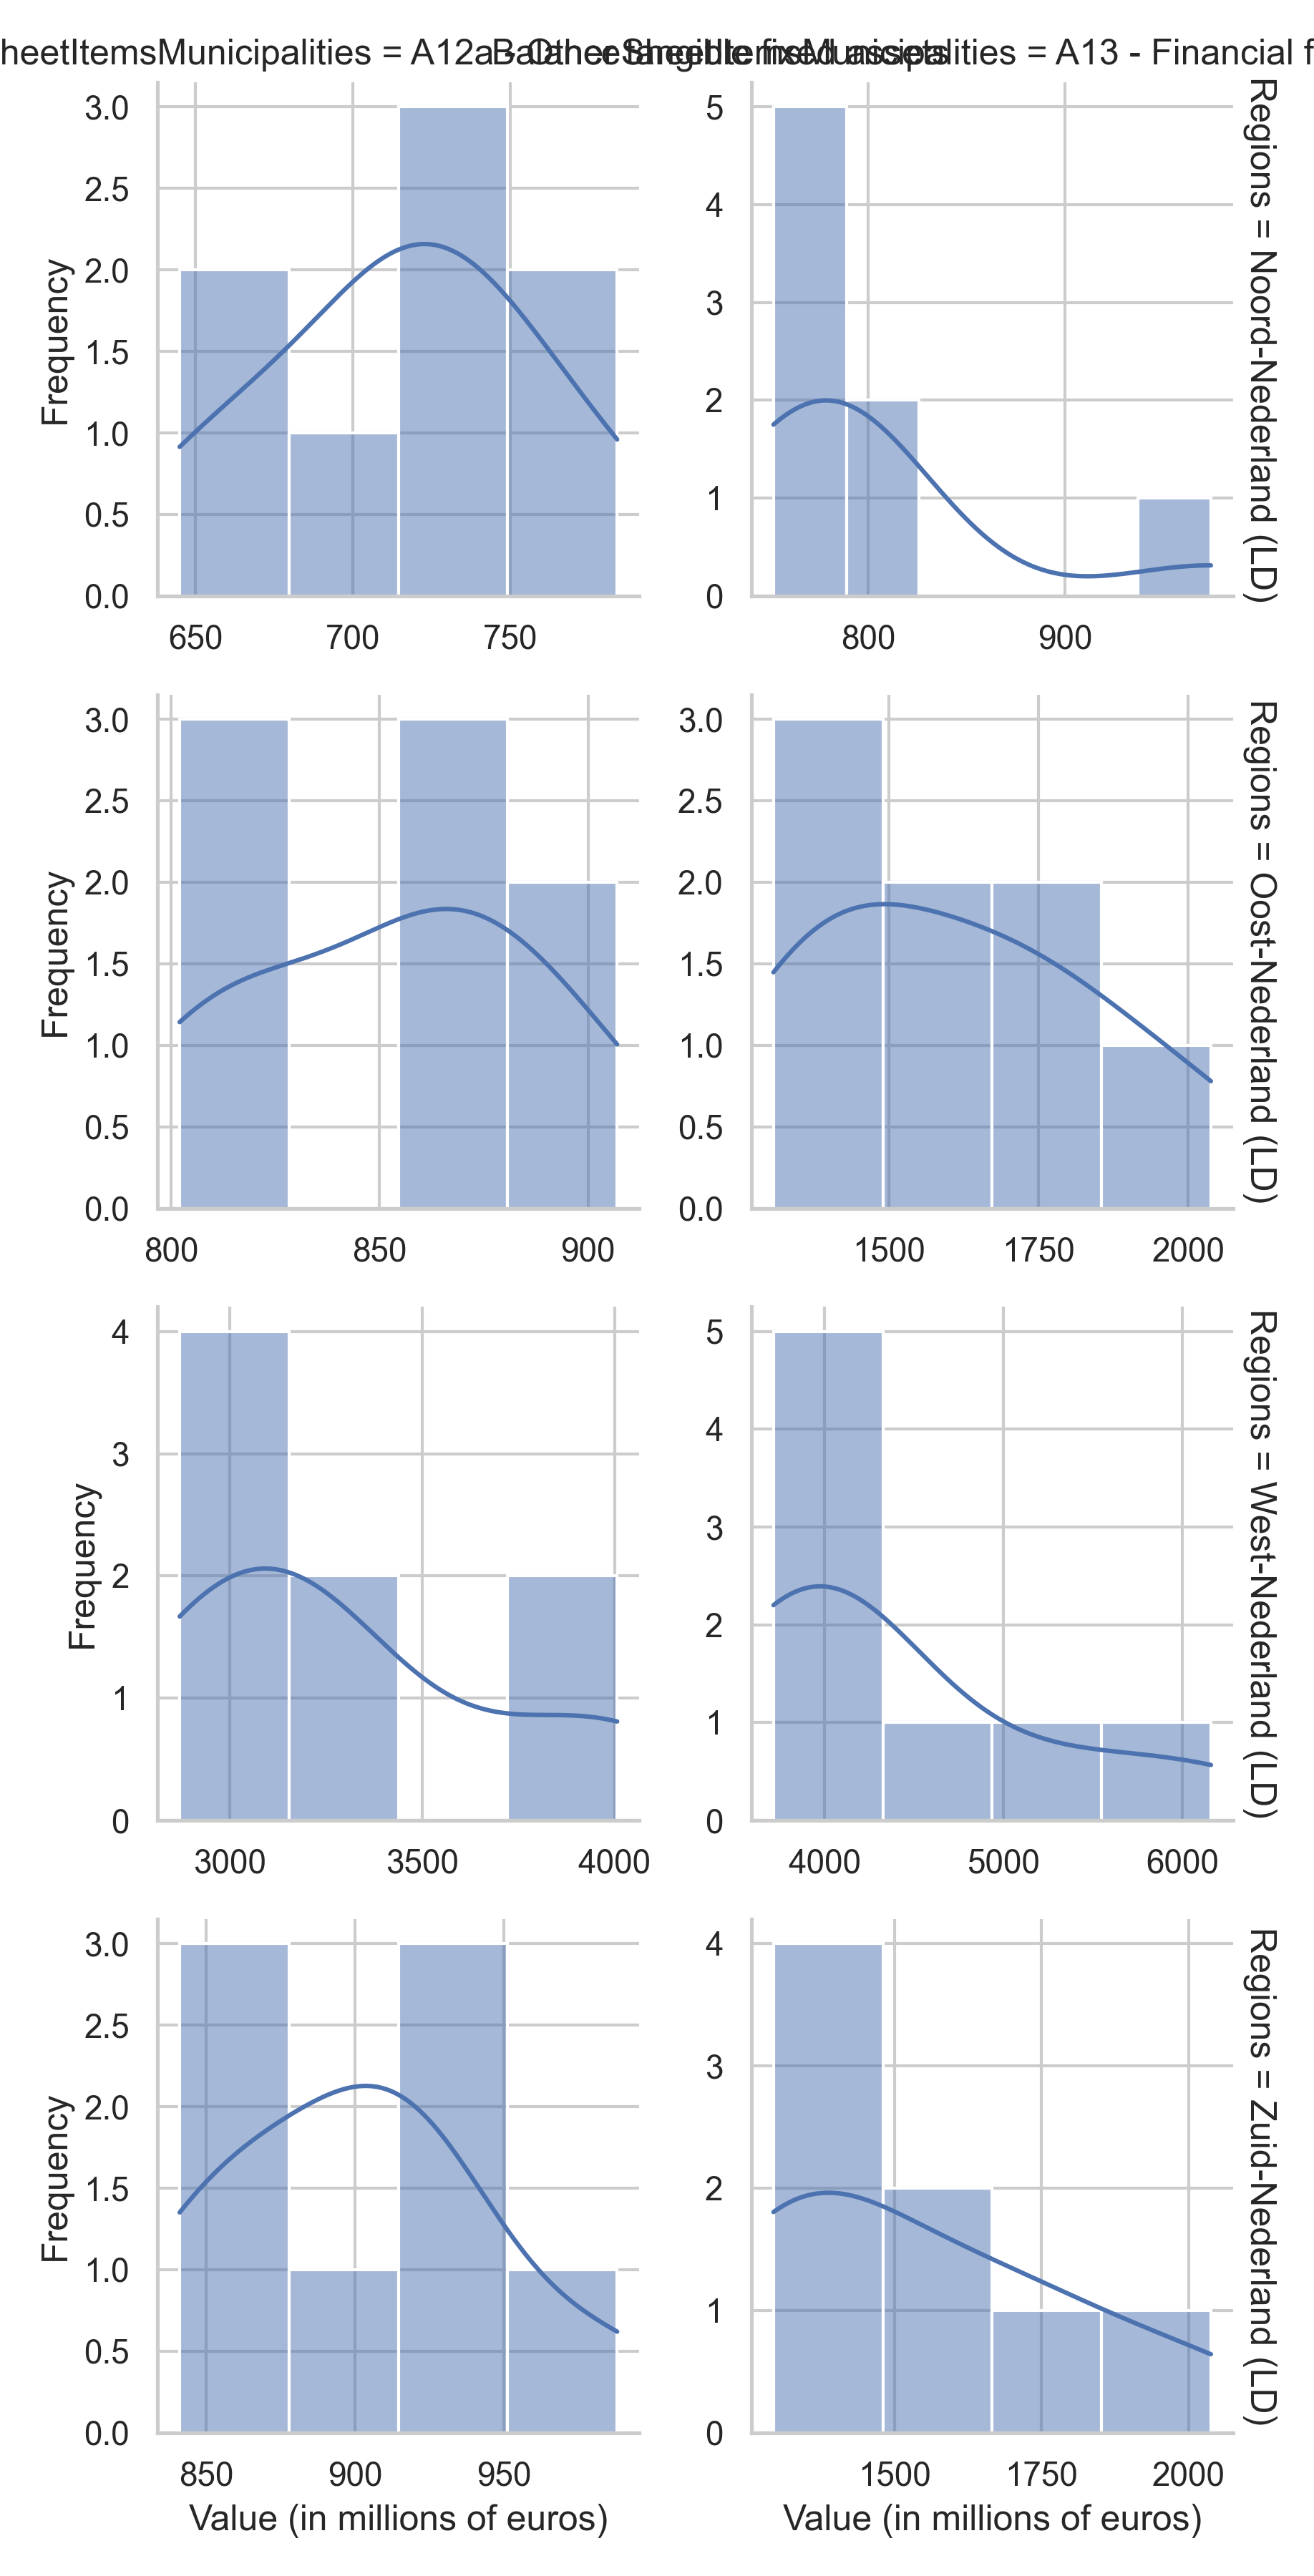 heetItemsMunicipalities = A12a - Other tangible fixed assets
BalanceSheetItemsMunicipalities = A13 - Financial f
Frequency
3.0
2.5
2.0
1.5
1.0
0.5
0.0
650 700 750
5
4
3
2
1
0
800 900
Regions = Noord-Nederland (LD)
Frequency
3.0
2.5
2.0
1.5
1.0
0.5
0.0
800 850 900
3.0
2.5
2.0
1.5
1.0
0.5
0.0
1500 1750 2000
Regions = Oost-Nederland (LD)
Frequency
4
3
2
1
0
3000 3500 4000
5
4
3
2
1
0
4000 5000 6000
Regions = West-Nederland (LD)
Frequency
3.0
2.5
2.0
1.5
1.0
0.5
0.0
850 900 950
Value (in millions of euros)
4
3
2
1
0
1500 1750 2000
Value (in millions of euros)
Regions = Zuid-Nederland (LD)